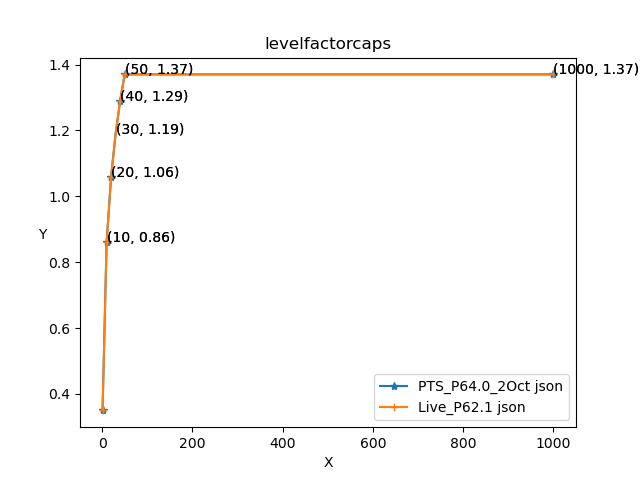 levelfactorcaps
1.4
1.2
1.0
0.8
0.6
0.4
Y
(50, 1.37)
(1000, 1.37)
(40, 1.29)
(30, 1.19)
(20, 1.06)
(10, 0.86)
PTS_P64.0_2Oct json
Live_P62.1 json
0 200 400 600 800 1000
X